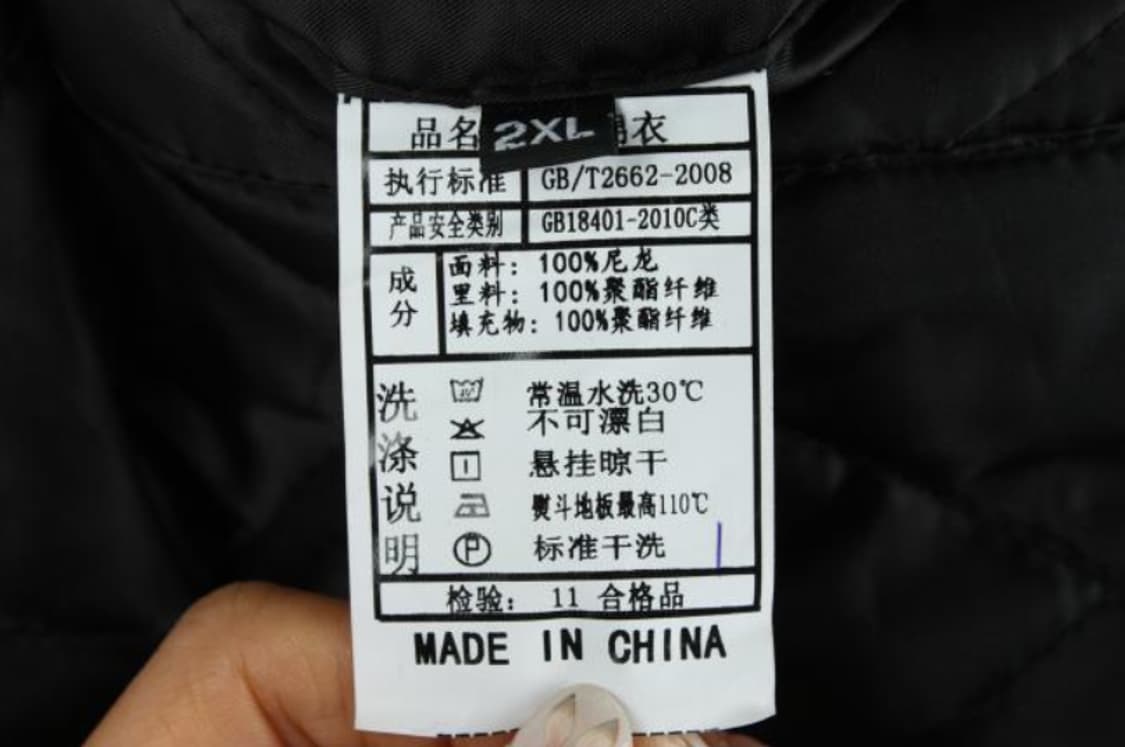 品名 2XL 棉衣
执行标准 GB/T2662-2008
产品安全类别 GB18401-2010C类
成分
面料: 100%尼龙
里料: 100%聚酯纤维
填充物: 100%聚酯纤维
洗涤说明
常温水洗30℃
不可漂白
悬挂晾干
熨斗地板最高110℃
P 标准干洗
检验: 11 合格品
MADE IN CHINA